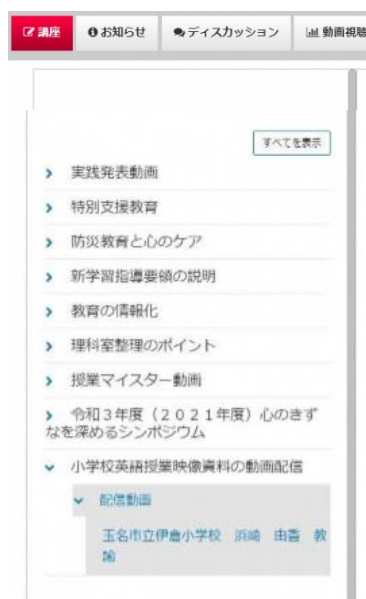 講座
お知らせ
ディスカッション
動画視聴
すべてを表示
実践発表動画
特別支援教育
防災教育と心のケア
新学習指導要領の説明
教育の情報化
理科室整理のポイント
授業マイスター動画
令和3年度（2021年度）心のきず
なを深めるシンポジウム
小学校英語授業映像資料の動画配信
配信動画
玉名市立伊倉小学校 浜崎 由香 教
諭